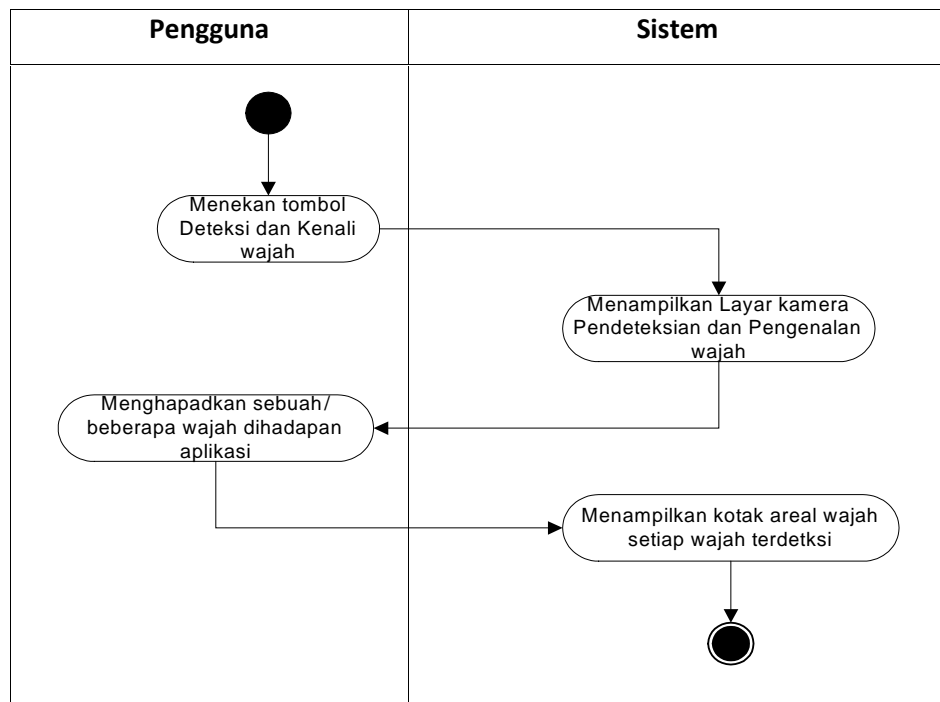 Pengguna
Sistem
Menekan tombol
Deteksi dan Kenali
wajah
Menampilkan Layar kamera
Pendeteksian dan Pengenalan
wajah
Menghapadkan sebuah/
beberapa wajah dihadapan
aplikasi
Menampilkan kotak areal wajah
setiap wajah terdetksi